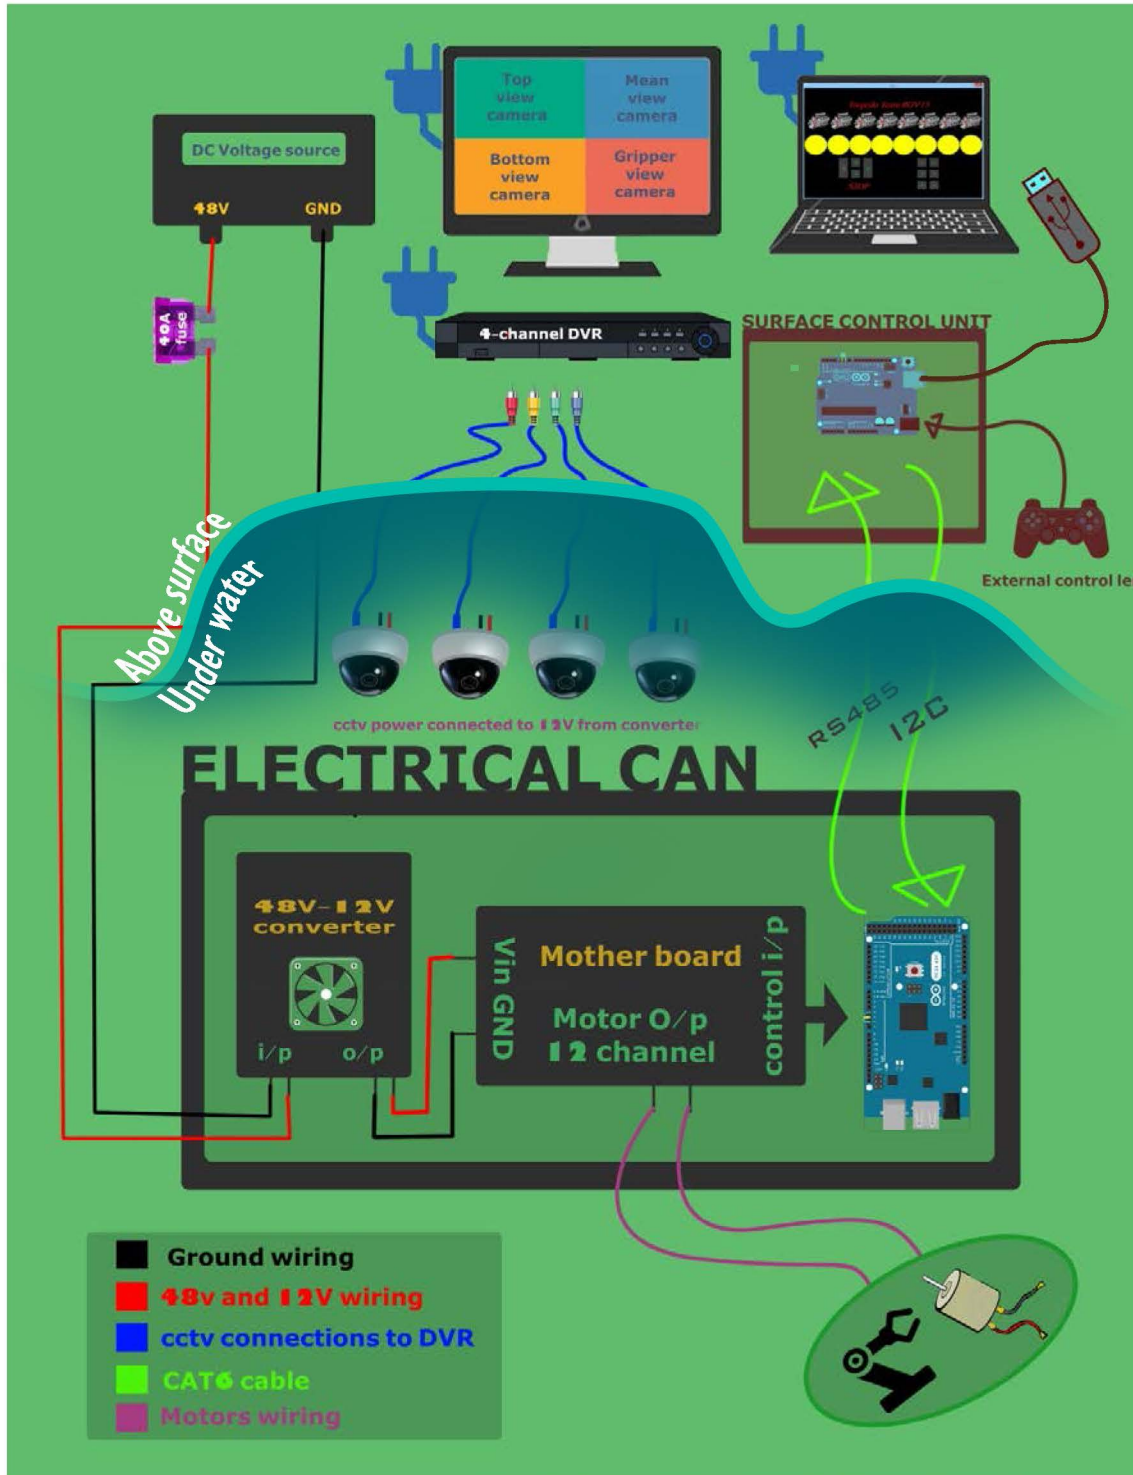 Top
view
camera
Mean
view
camera
Bottom
view
camera
Gripper
view
camera
DC Voltage source
48V
GND
40A
fuse
4-channel DVR
STOP
SURFACE CONTROL UNIT
External control le
Above surface
Under water
cctv power connected to 12V from converter
RS485
I2C
ELECTRICAL CAN
48V-12V
converter
i/p
o/p
Vin GND
Mother board
Motor O/p
12 channel
control i/p
Ground wiring
48v and 12V wiring
cctv connections to DVR
CAT6 cable
Motors wiring